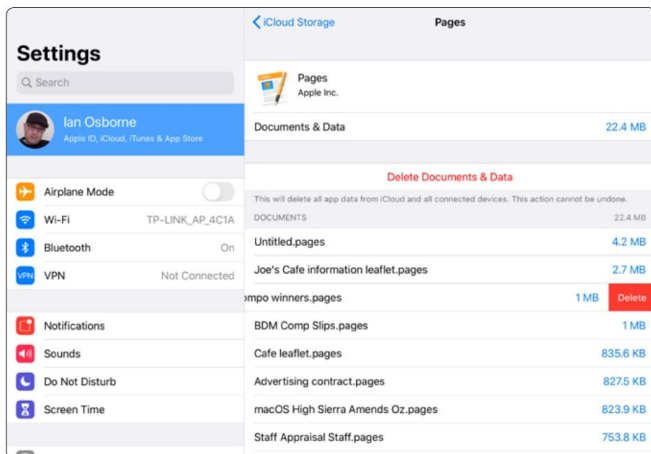 Settings
Search
Ian Osborne
Apple ID, iCloud, iTunes & App Store
Airplane Mode
Wi-Fi TP-LINK_AP_4C1A
Bluetooth On
VPN VPN Not Connected
Notifications
Sounds
Do Not Disturb
Screen Time
iCloud Storage Pages
Pages
Apple Inc.
Documents & Data 22.4 MB
Delete Documents & Data
This will delete all app data from iCloud and all connected devices. This action cannot be undone.
DOCUMENTS 22.4 MB
Untitled.pages 4.2 MB
Joe's Cafe information leaflet.pages 2.7 MB
ompo winners.pages 1 MB Delete
BDM Comp Slips.pages 1 MB
Cafe leaflet.pages 835.6 KB
Advertising contract.pages 827.5 KB
macOS High Sierra Amends Oz.pages 823.9 KB
Staff Appraisal Staff.pages 753.8 KB